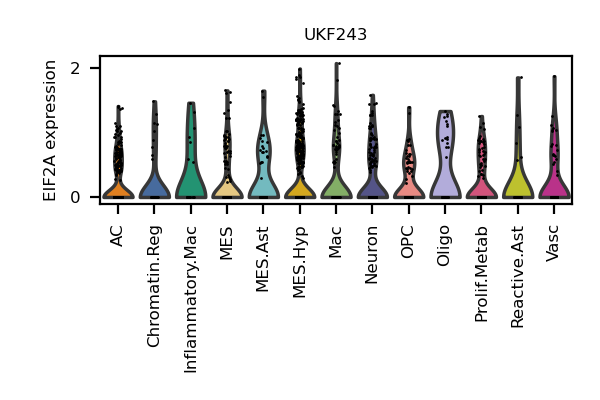 UKF243
EIF2A expression
2
0
AC
Chromatin.Reg
Inflammatory.Mac
MES
MES.Ast
MES.Hyp
Mac
Neuron
OPC
Oligo
Prolif.Metab
Reactive.Ast
Vasc